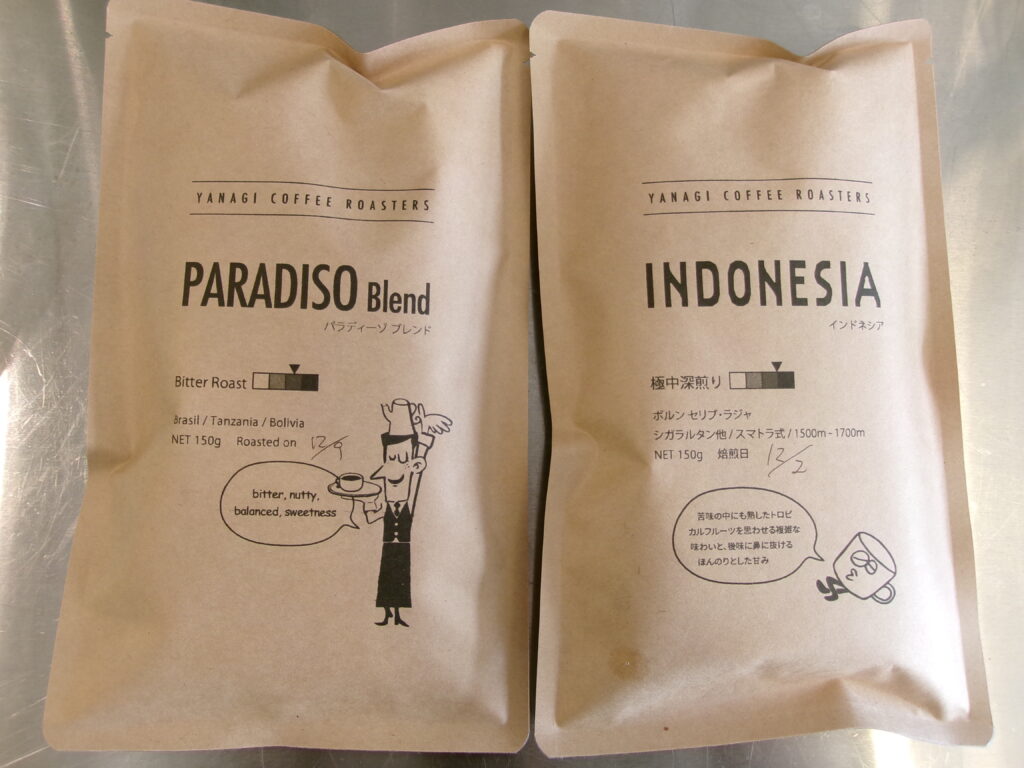 YANAGI COFFEE ROASTERS
PARADISO Blend
パラディーゾ ブレンド
Bitter Roast
Brasil / Tanzania / Bolivia
NET 150g Roasted on 12/9
bitter, nutty,
balanced, sweetness
YANAGI COFFEE ROASTERS
INDONESIA
インドネシア
極中深煎り
ポルン セリブ・ラジャ
シガラルタン他 / スマトラ式 / 1500m - 1700m
NET 150g 焙煎日 12/2
苦味の中にも熟したトロピ
カルフルーツを思わせる複雑な
味わいと、後味に鼻に抜ける
ほんのりとした甘み